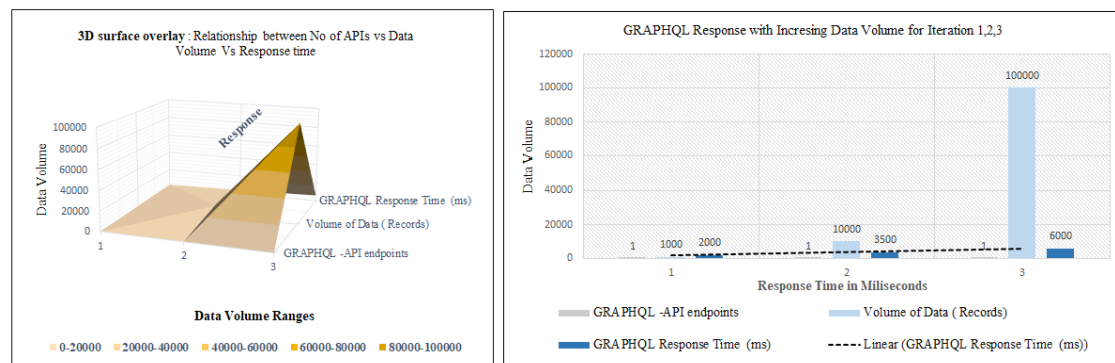 3D surface overlay : Relationship between No of APIs vs Data
Volume Vs Response time
Response
Data Volume
100000
80000
60000
40000
20000
0
1
2
3
GRAPHQL Response Time (ms)
Volume of Data ( Records)
GRAPHQL -API endpoints
Data Volume Ranges
0-20000
20000-40000
40000-60000
60000-80000
80000-100000
GRAPHQL Response with Incresing Data Volume for Iteration 1,2,3
Data Volume
120000
100000
80000
60000
40000
20000
0
1
1000
2000
1
10000
3500
1
100000
6000
1
2
3
Response Time in Miliseconds
GRAPHQL -API endpoints
Volume of Data ( Records)
GRAPHQL Response Time (ms)
Linear (GRAPHQL Response Time (ms))